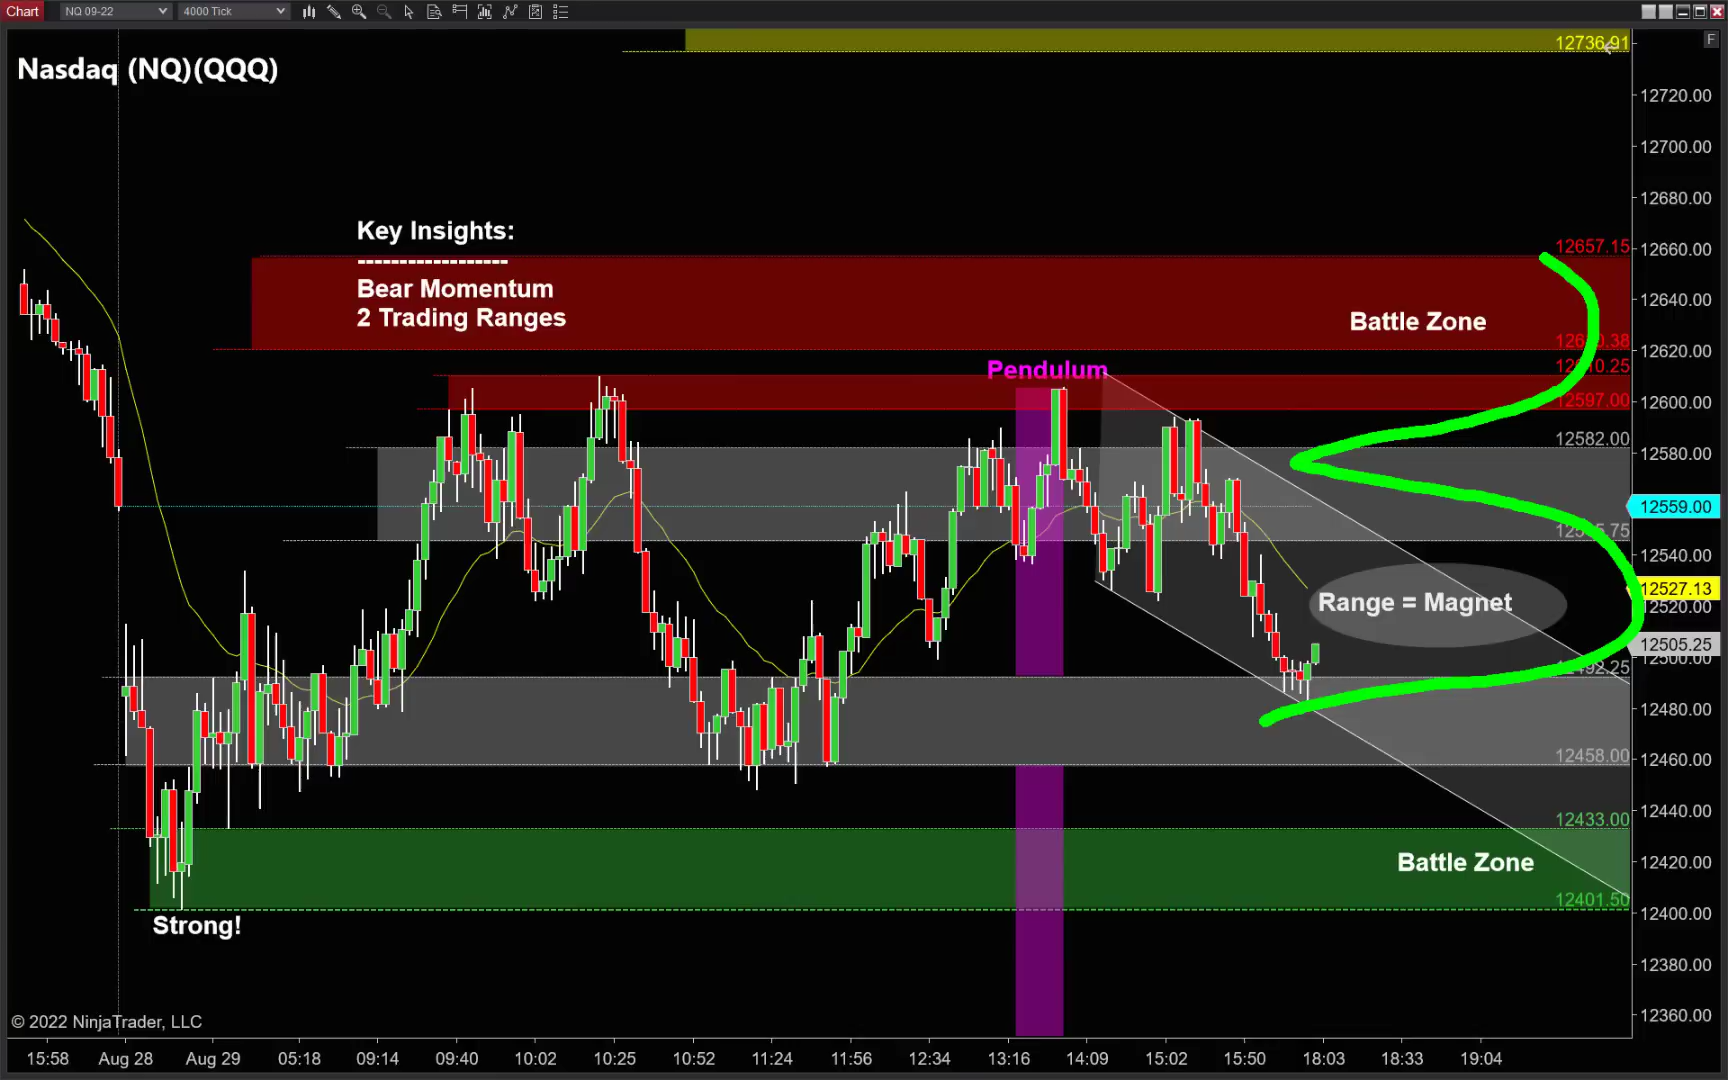 Chart NQ 09-22 4000 Tick
12736.91
F
Nasdaq (NQ)(QQQ)
12720.00
12700.00
12680.00
Key Insights:
------------------
12657.15
12660.00
Bear Momentum
12640.00
2 Trading Ranges
Battle Zone
12620.00
12610.25
Pendulum
12597.00
12600.00
12582.00
12580.00
12559.00
12540.00
12527.13
12520.00
Range = Magnet
12505.25
12500.00
12492.25
12480.00
12458.00
12460.00
12440.00
12433.00
Battle Zone
12420.00
12401.50
12400.00
Strong!
12380.00
© 2022 NinjaTrader, LLC
12360.00
15:58 Aug 28 Aug 29 05:18 09:14 09:40 10:02 10:25 10:52 11:24 11:56 12:34 13:16 14:09 15:02 15:50 18:03 18:33 19:04